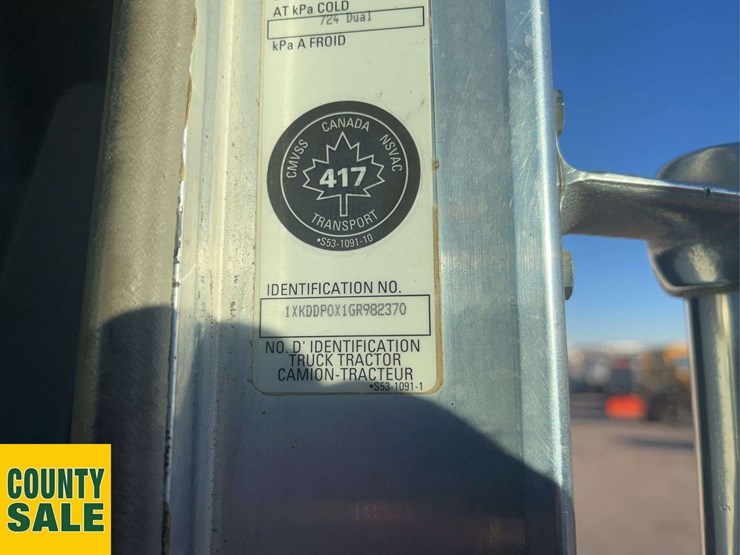 AT kPa COLD
724 Dual
kPa A FROID
CMVSS CANADA NSVAC
417
TRANSPORT
•S53-1091-10
IDENTIFICATION NO.
1XKDDP0X1GR982370
NO. D' IDENTIFICATION
TRUCK TRACTOR
CAMION-TRACTEUR
•S53-1091-1
COUNTY
SALE